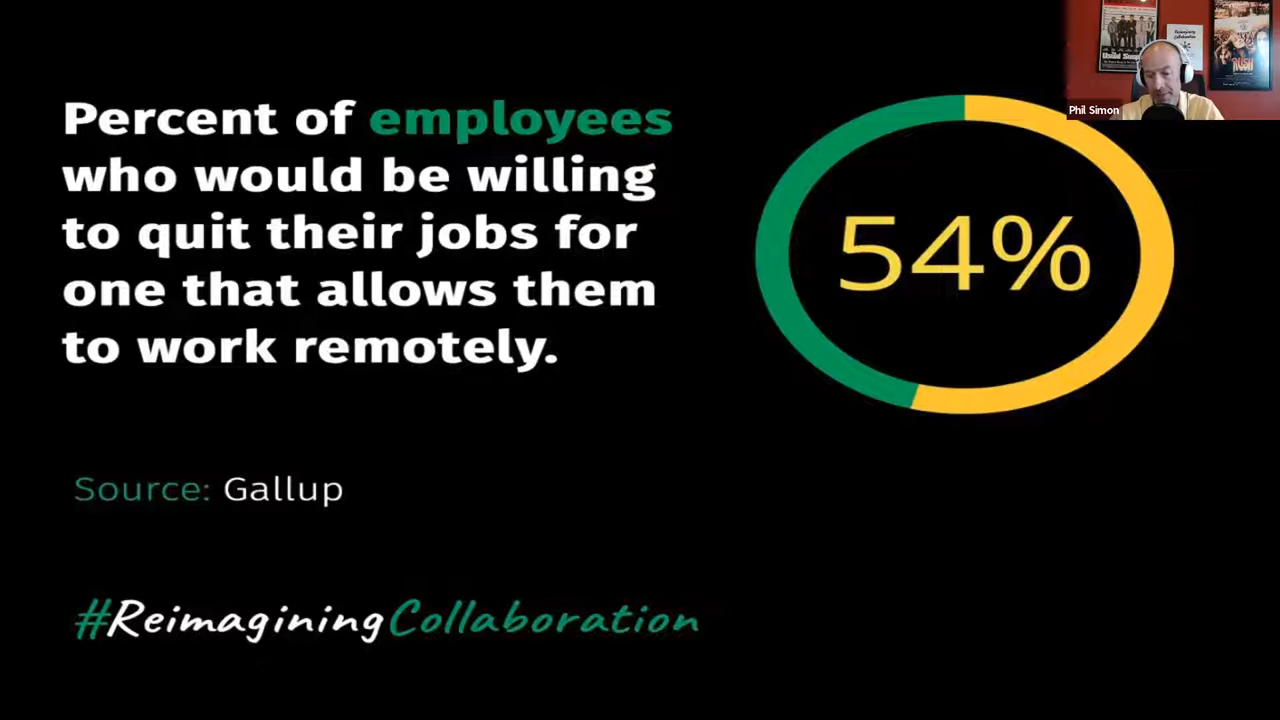 Percent of employees
who would be willing
to quit their jobs for
one that allows them
to work remotely.
54%
Source: Gallup
#ReimaginingCollaboration
Phil Simon
RUSH